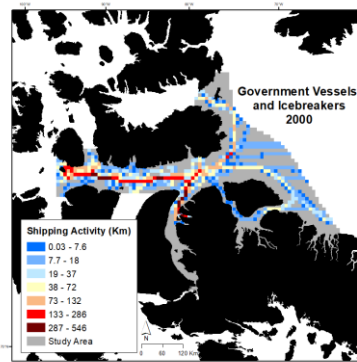 Government Vessels
and Icebreakers
2000
Shipping Activity (Km)
0.03 - 7.6
7.7 - 18
19 - 37
38 - 72
73 - 132
133 - 286
287 - 546
Study Area
N
0
60
120 Km